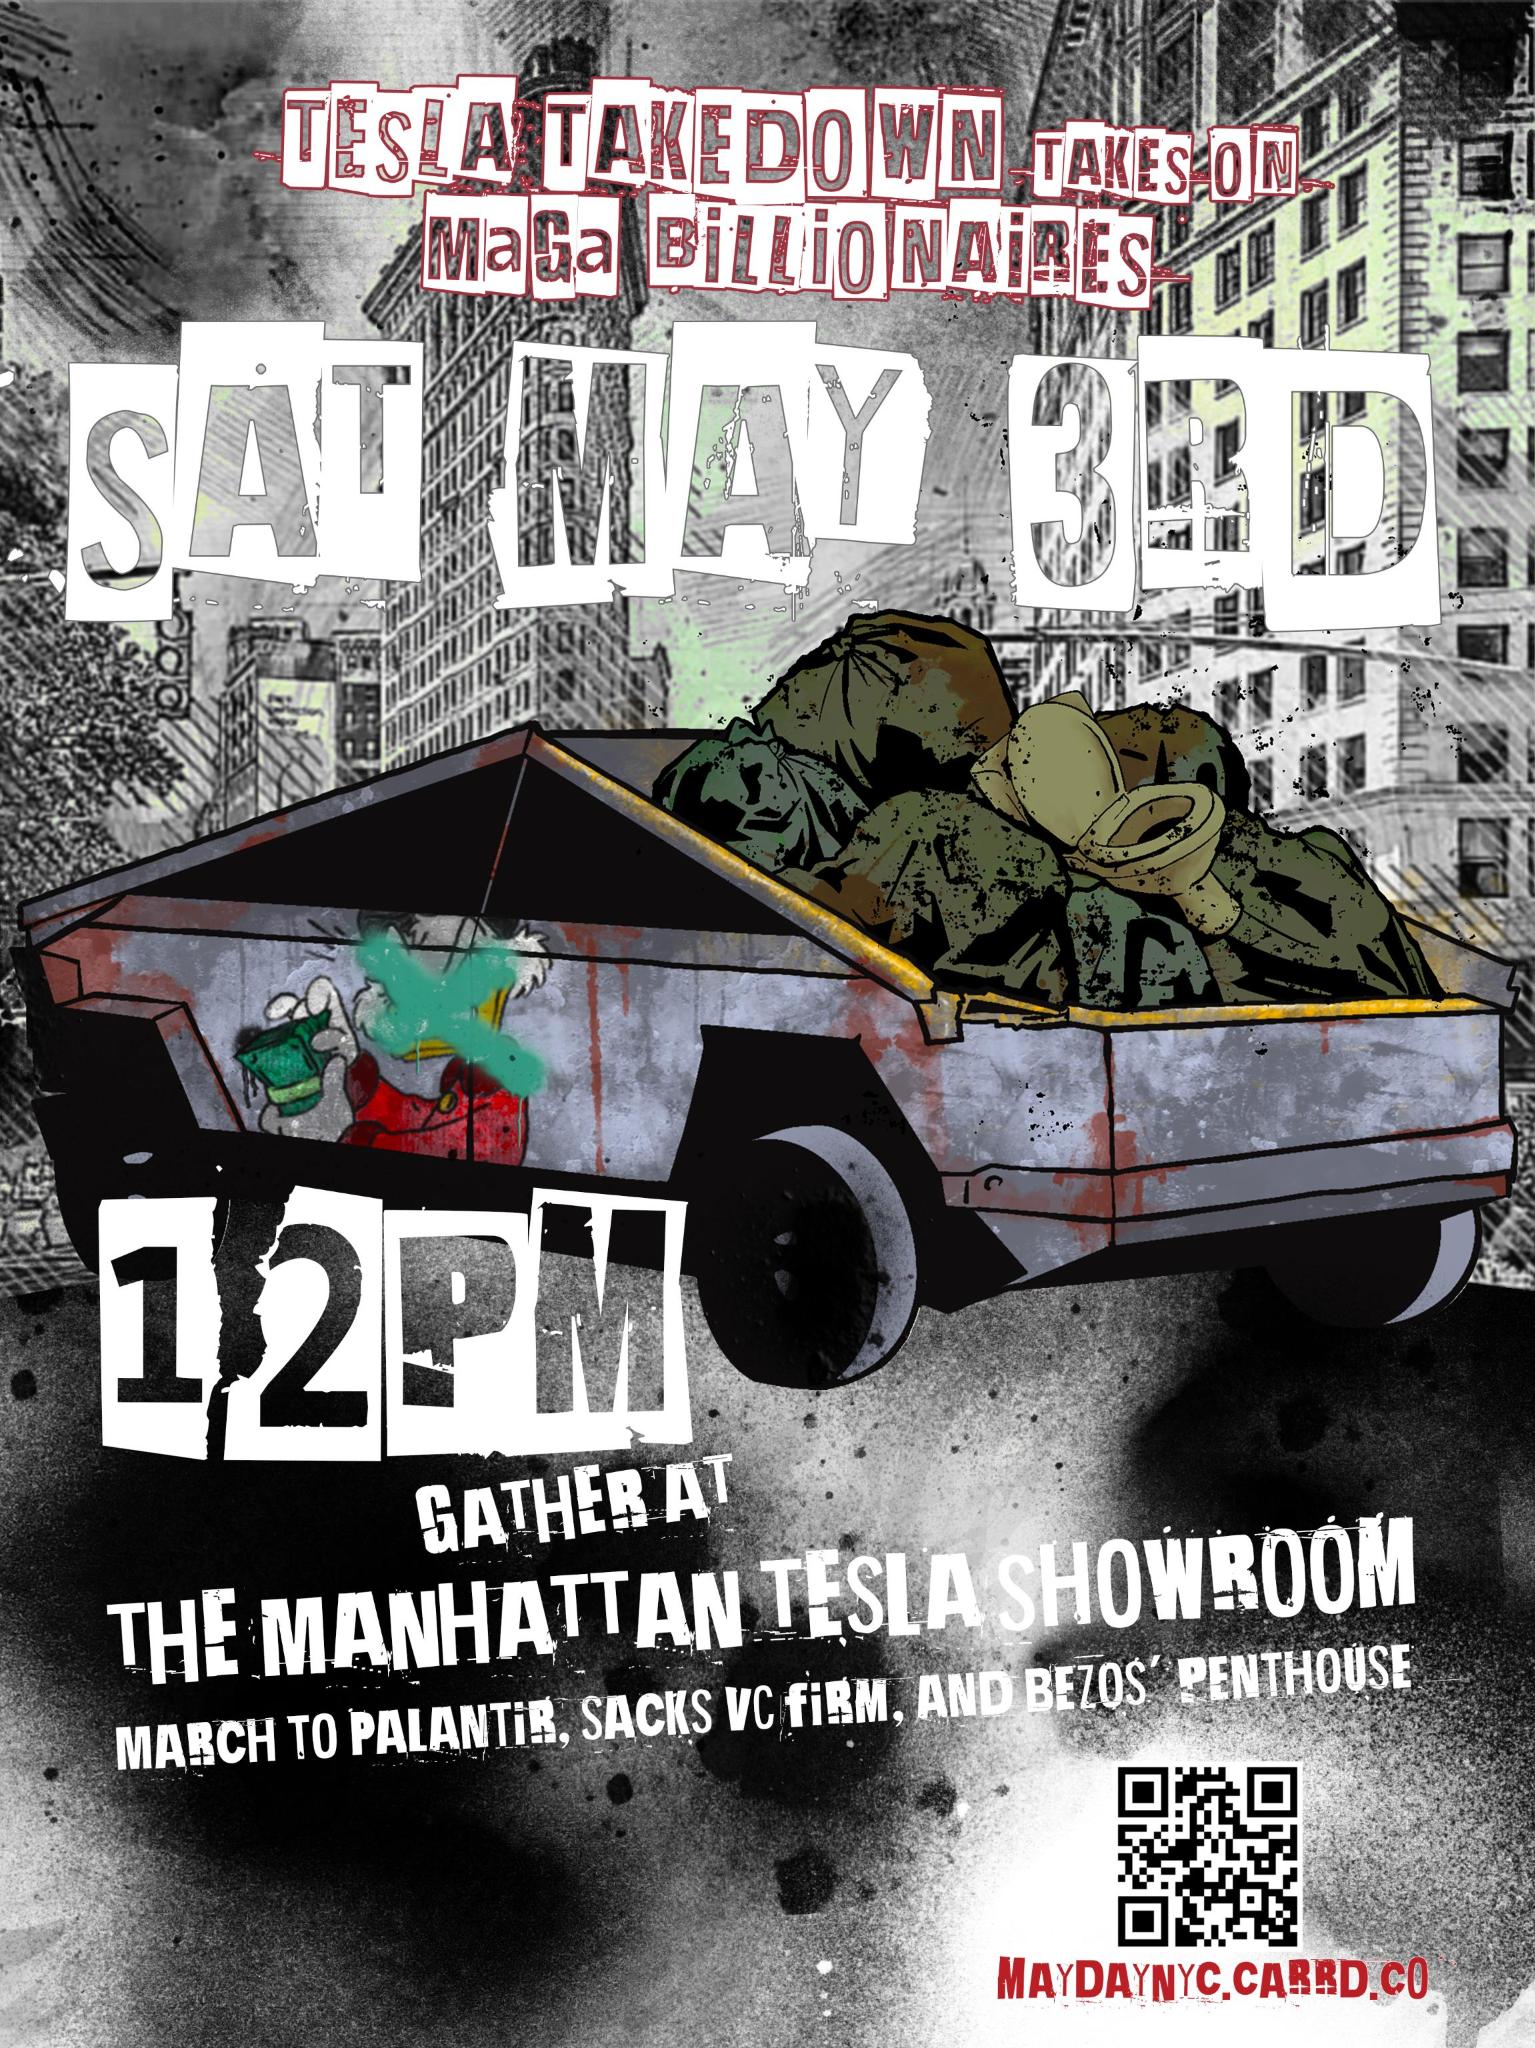 TESLA TAKEDOWN TAKES ON
MaGa BiLLiONAiRES
SAT MAY 3RD
12PM
GATHER AT
THE MANHATTAN TESLA SHOWROOM
MARCH TO PALANTiR, SACKS VC fiRM, AND BEZOS' PENTHOUSE
MAYDAYNYC.CARRD.CO